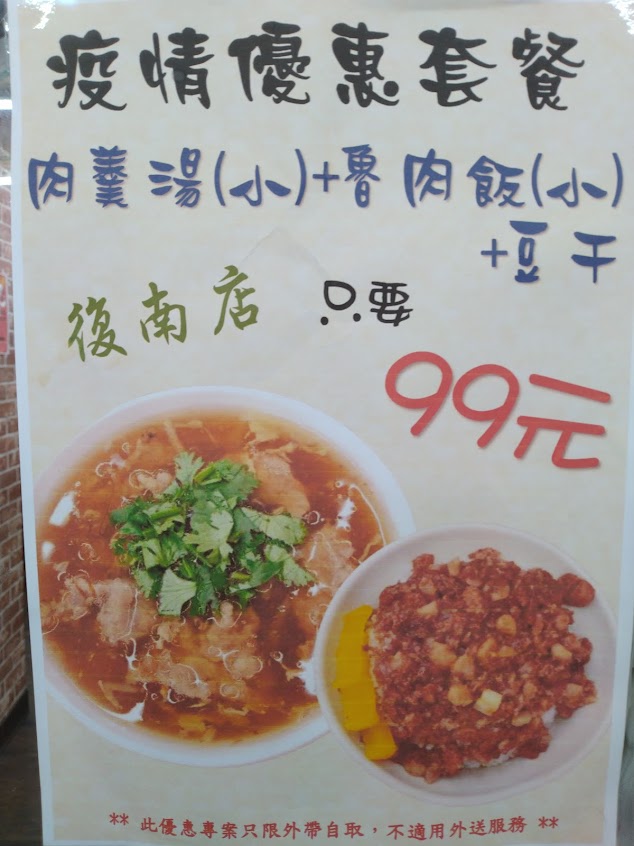 疫情優惠套餐
肉羹湯(小)+魯肉飯(小)
+豆干
復南店 只要
99元
** 此優惠專案只限外帶自取，不適用外送服務 **